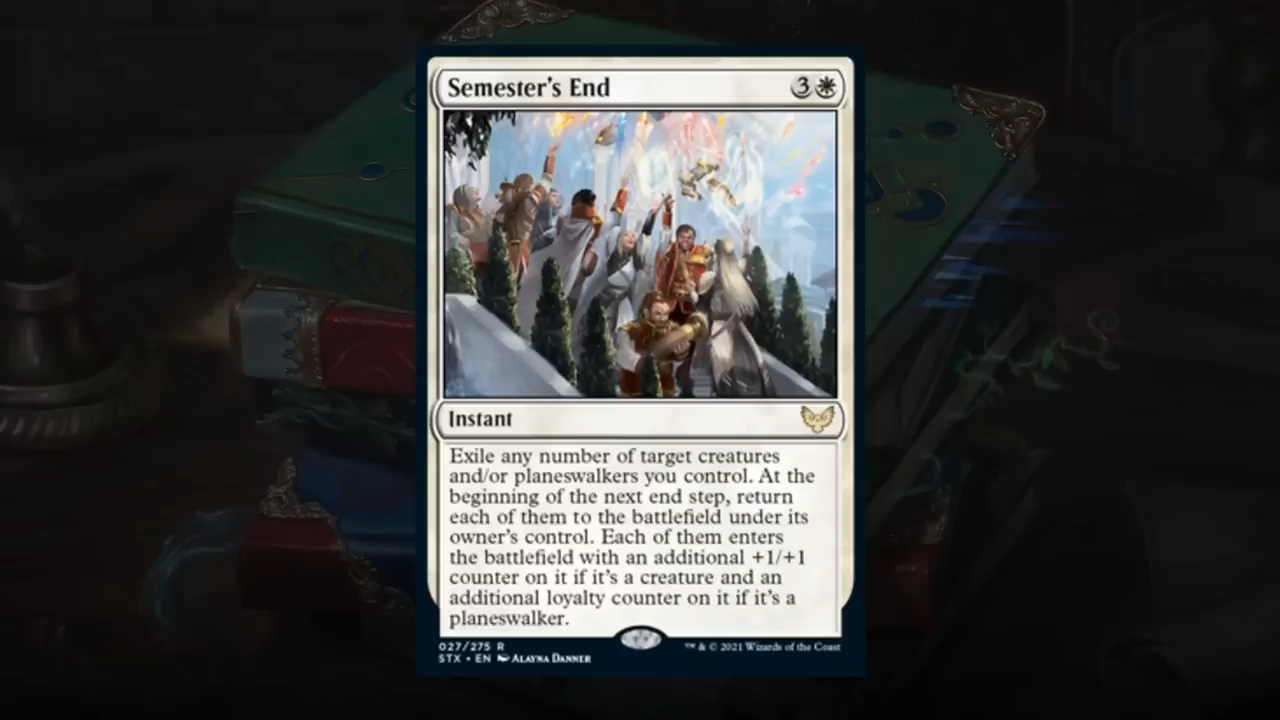 Semester's End 3
Instant
Exile any number of target creatures
and/or planeswalkers you control. At the
beginning of the next end step, return
each of them to the battlefield under its
owner's control. Each of them enters
the battlefield with an additional +1/+1
counter on it if it's a creature and an
additional loyalty counter on it if it's a
planeswalker.
027/275 R
STX • EN Alayna Danner
™ & © 2021 Wizards of the Coast